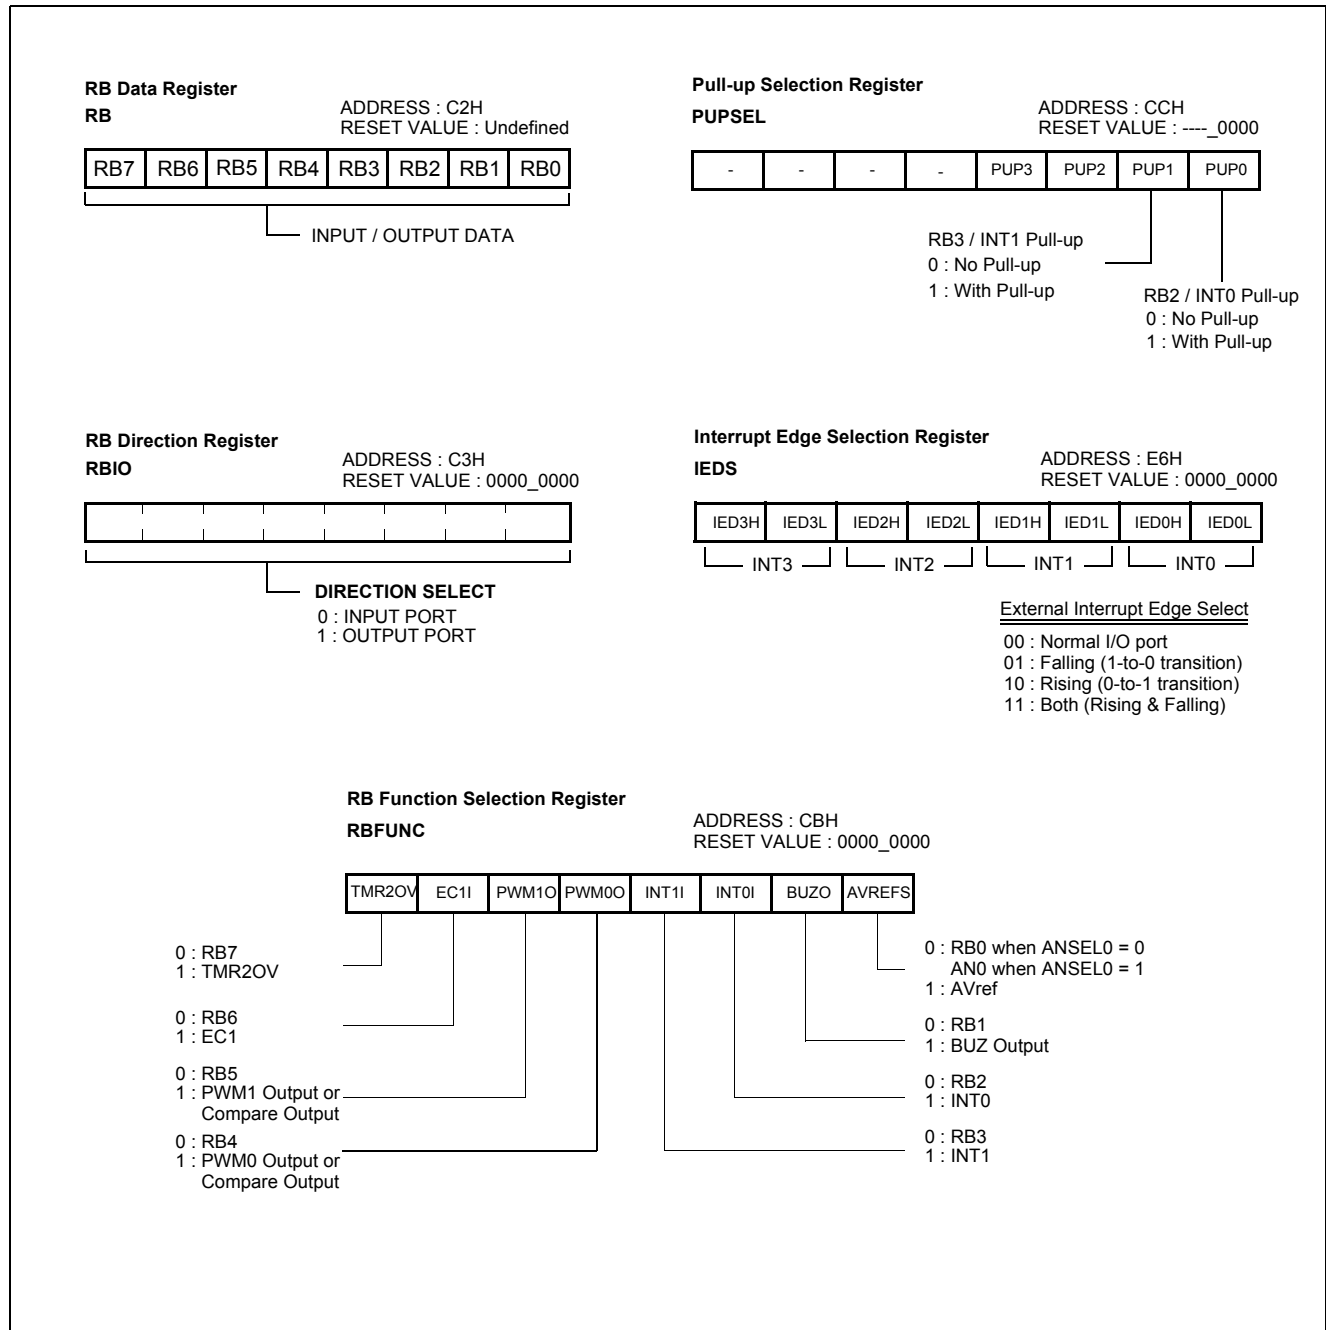 RB Data Register
RB
ADDRESS : C2H
RESET VALUE : Undefined
RB7 RB6 RB5 RB4 RB3 RB2 RB1 RB0
INPUT / OUTPUT DATA
Pull-up Selection Register
PUPSEL
ADDRESS : CCH
RESET VALUE : ----_0000
- - - - PUP3 PUP2 PUP1 PUP0
RB3 / INT1 Pull-up
0 : No Pull-up
1 : With Pull-up
RB2 / INT0 Pull-up
0 : No Pull-up
1 : With Pull-up
RB Direction Register
RBIO
ADDRESS : C3H
RESET VALUE : 0000_0000
DIRECTION SELECT
0 : INPUT PORT
1 : OUTPUT PORT
Interrupt Edge Selection Register
IEDS
ADDRESS : E6H
RESET VALUE : 0000_0000
IED3H IED3L IED2H IED2L IED1H IED1L IED0H IED0L
INT3 INT2 INT1 INT0
External Interrupt Edge Select
00 : Normal I/O port
01 : Falling (1-to-0 transition)
10 : Rising (0-to-1 transition)
11 : Both (Rising & Falling)
RB Function Selection Register
RBFUNC
ADDRESS : CBH
RESET VALUE : 0000_0000
TMR2OV EC1I PWM1O PWM0O INT1I INT0I BUZO AVREFS
0 : RB7
1 : TMR2OV
0 : RB6
1 : EC1
0 : RB5
1 : PWM1 Output or
Compare Output
0 : RB4
1 : PWM0 Output or
Compare Output
0 : RB0 when ANSEL0 = 0
AN0 when ANSEL0 = 1
1 : AVref
0 : RB1
1 : BUZ Output
0 : RB2
1 : INT0
0 : RB3
1 : INT1